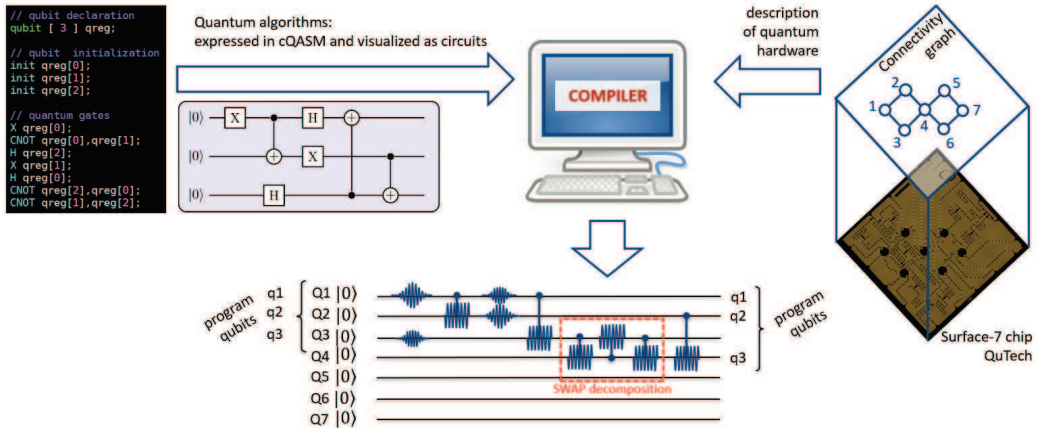 // qubit declaration
qubit [ 3 ] qreg;
// qubit initialization
init qreg[0];
init qreg[1];
init qreg[2];
// quantum gates
X qreg[0];
CNOT qreg[0],qreg[1];
H qreg[2];
X qreg[1];
H qreg[0];
CNOT qreg[2],qreg[0];
CNOT qreg[1],qreg[2];
Quantum algorithms:
expressed in cQASM and visualized as circuits
|0⟩ X H
|0⟩ X
|0⟩ H
COMPILER
description
of quantum
hardware
Connectivity
graph
2 5
1 4 7
3 6
Surface-7 chip
QuTech
program
qubits
q1 Q1 |0⟩ q1
q2 Q2 |0⟩ q2
q3 Q3 |0⟩
Q4 |0⟩ q3
Q5 |0⟩
Q6 |0⟩
Q7 |0⟩
SWAP decomposition
program
qubits